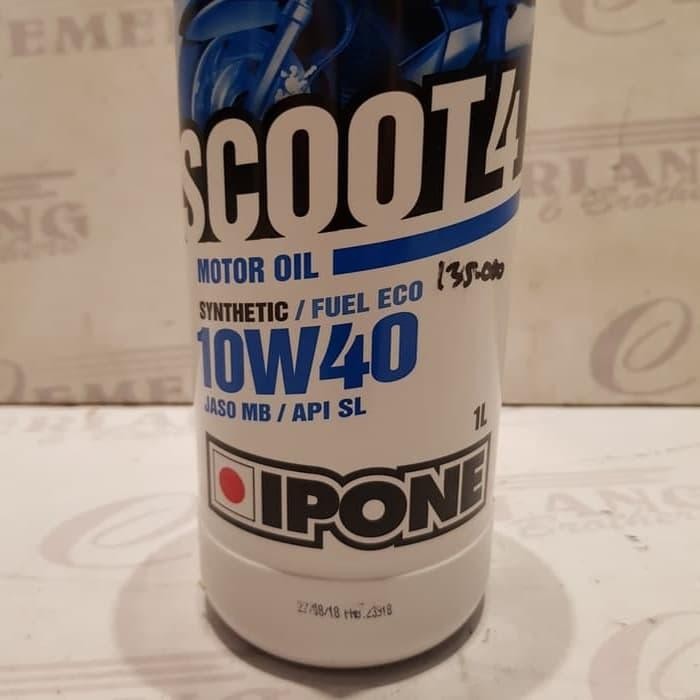 SCOOT4
MOTOR OIL
135.000
SYNTHETIC / FUEL ECO
10W40
JASO MB / API SL
1L
IPONE
27/08/18